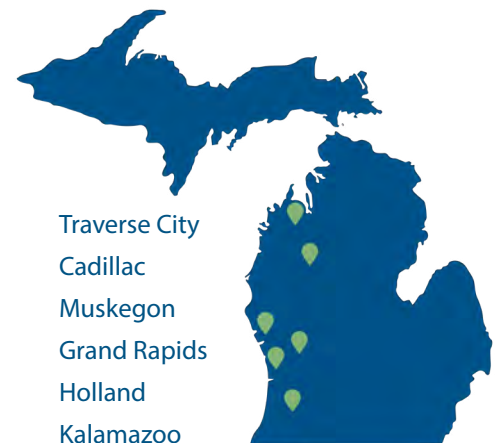 Traverse City
Cadillac
Muskegon
Grand Rapids
Holland
Kalamazoo